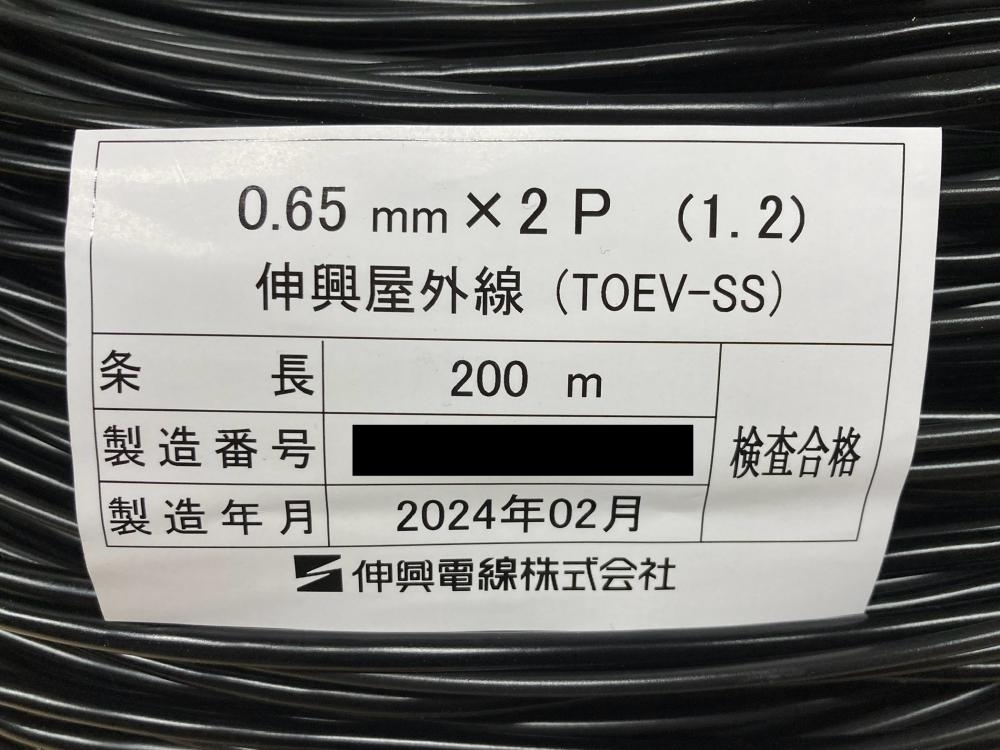 0.65 mm×2P (1.2)
伸興屋外線 (TOEV-SS)
条長 200 m
製造番号
検査合格
製造年月 2024年02月
伸興電線株式会社